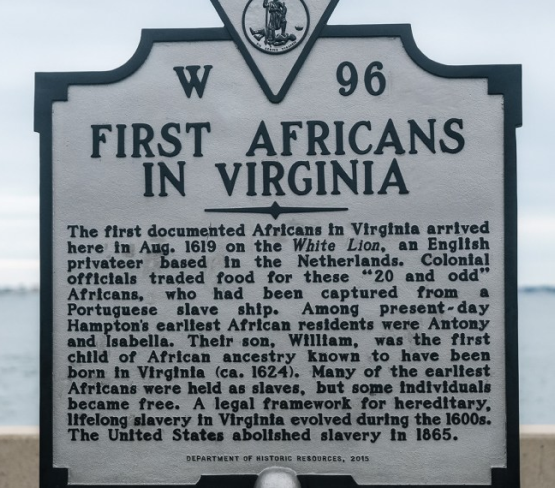 W 96
FIRST AFRICANS
IN VIRGINIA
The first documented Africans in Virginia arrived
here in Aug. 1619 on the White Lion, an English
privateer based in the Netherlands. Colonial
officials traded food for these “20 and odd”
Africans, who had been captured from a
Portuguese slave ship. Among present-day
Hampton's earliest African residents were Antony
and Isabella. Their son, William, was the first
child of African ancestry known to have been
born in Virginia (ca. 1624). Many of the earliest
Africans were held as slaves, but some individuals
became free. A legal framework for hereditary,
lifelong slavery in Virginia evolved during the 1600s.
The United States abolished slavery in 1865.
DEPARTMENT OF HISTORIC RESOURCES, 2015